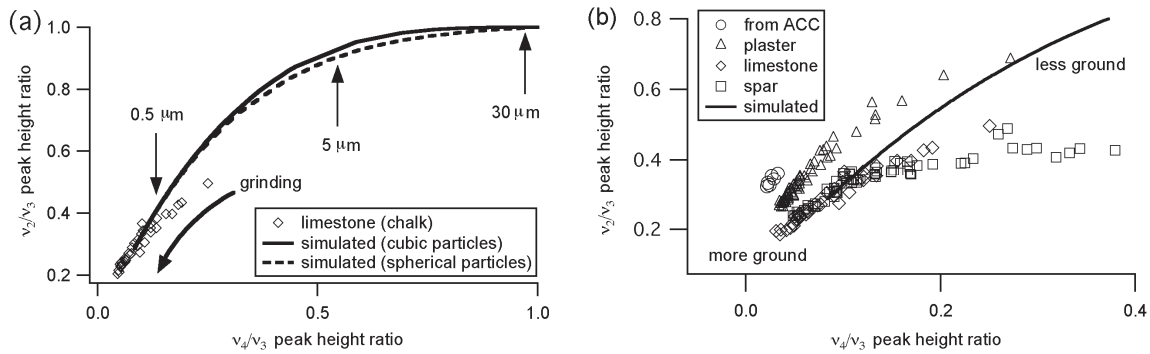 (a)
ν2/ν3 peak height ratio
1.0
0.8
0.6
0.4
0.2
0.5 μm
5 μm
30 μm
grinding
limestone (chalk)
simulated (cubic particles)
simulated (spherical particles)
0.0
0.5
1.0
ν4/ν3 peak height ratio
(b)
ν2/ν3 peak height ratio
0.8
0.6
0.4
0.2
from ACC
plaster
limestone
spar
simulated
less ground
more ground
0.0
0.2
0.4
ν4/ν3 peak height ratio